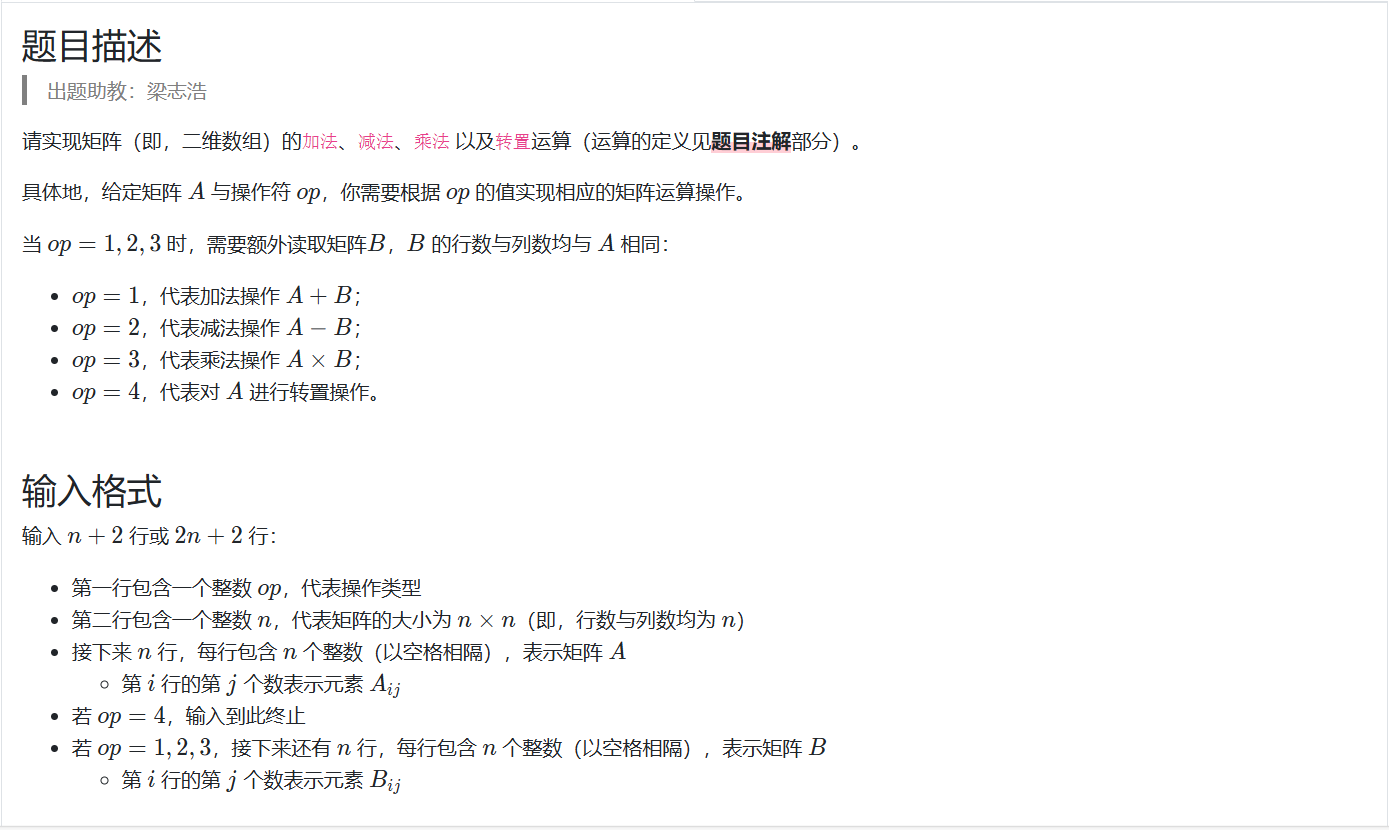 题目描述
出题助教：梁志浩
请实现矩阵（即，二维数组）的加法、减法、乘法 以及转置运算（运算的定义见题目注解部分）。
具体地，给定矩阵 A 与操作符 op，你需要根据 op 的值实现相应的矩阵运算操作。
当 op = 1, 2, 3 时，需要额外读取矩阵B，B 的行数与列数均与 A 相同：
• op = 1，代表加法操作 A + B；
• op = 2，代表减法操作 A − B；
• op = 3，代表乘法操作 A × B；
• op = 4，代表对 A 进行转置操作。
输入格式
输入 n + 2 行或 2n + 2 行：
• 第一行包含一个整数 op，代表操作类型
• 第二行包含一个整数 n，代表矩阵的大小为 n × n（即，行数与列数均为 n）
• 接下来 n 行，每行包含 n 个整数（以空格相隔），表示矩阵 A
◦ 第 i 行的第 j 个数表示元素 A_{ij}
• 若 op = 4，输入到此终止
• 若 op = 1, 2, 3，接下来还有 n 行，每行包含 n 个整数（以空格相隔），表示矩阵 B
◦ 第 i 行的第 j 个数表示元素 B_{ij}